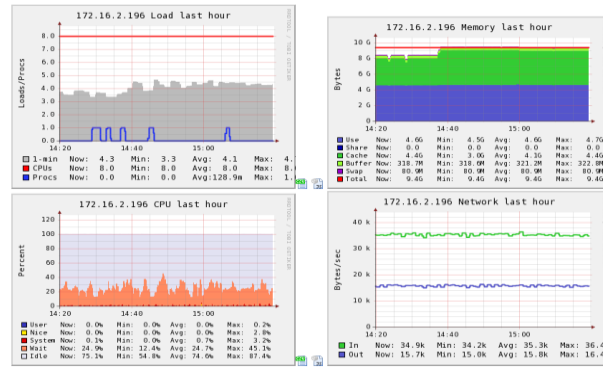 172.16.2.196 Load last hour
Loads/Procs
8.0
7.0
6.0
5.0
4.0
3.0
2.0
1.0
0.0
14:20 14:40 15:00
1-min Now: 4.3 Min: 3.3 Avg: 4.1 Max: 4.
CPUs Now: 8.0 Min: 8.0 Avg: 8.0 Max: 8.
Procs Now: 0.0 Min: 0.0 Avg:128.9m Max: 1.
172.16.2.196 Memory last hour
Bytes
10 G
8 G
6 G
4 G
2 G
0
14:20 14:40 15:00
Use Now: 4.6G Min: 4.5G Avg: 4.6G Max: 4.7G
Share Now: 0.0 Min: 0.0 Avg: 0.0 Max: 0.0
Cache Now: 4.4G Min: 3.0G Avg: 4.1G Max: 4.4G
Buffer Now: 318.7M Min: 318.6M Avg: 321.2M Max: 322.8M
Swap Now: 80.9M Min: 80.9M Avg: 80.9M Max: 80.9M
Total Now: 9.4G Min: 9.4G Avg: 9.4G Max: 9.4G
172.16.2.196 CPU last hour
Percent
120
100
80
60
40
20
0
14:20 14:40 15:00
User Now: 0.0% Min: 0.0% Avg: 0.0% Max: 0.2%
Nice Now: 0.0% Min: 0.0% Avg: 0.0% Max: 2.8%
System Now: 0.1% Min: 0.0% Avg: 0.7% Max: 3.2%
Wait Now: 24.9% Min: 12.4% Avg: 24.7% Max: 45.1%
Idle Now: 75.1% Min: 54.8% Avg: 74.6% Max: 87.4%
172.16.2.196 Network last hour
Bytes/sec
40 k
30 k
20 k
10 k
0
14:20 14:40 15:00
In Now: 34.9k Min: 34.2k Avg: 35.3k Max: 36.4
Out Now: 15.7k Min: 15.0k Avg: 15.8k Max: 16.4